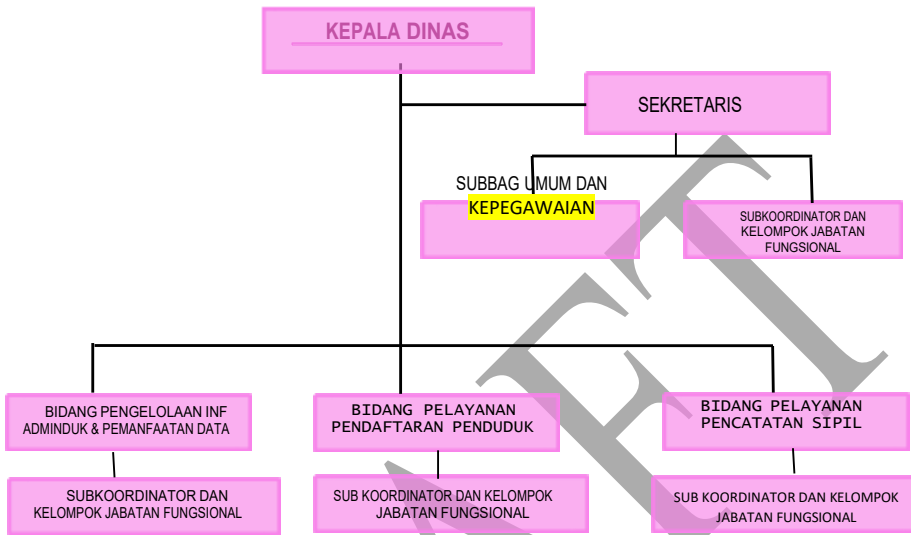 KEPALA DINAS
SEKRETARIS
SUBBAG UMUM DAN
KEPEGAWAIAN
SUBKOORDINATOR DAN
KELOMPOK JABATAN
FUNGSIONAL
BIDANG PENGELOLAAN INF
ADMINDUK & PEMANFAATAN DATA
BIDANG PELAYANAN
PENDAFTARAN PENDUDUK
BIDANG PELAYANAN
PENCATATAN SIPIL
SUBKOORDINATOR DAN
KELOMPOK JABATAN FUNGSIONAL
SUB KOORDINATOR DAN KELOMPOK
JABATAN FUNGSIONAL
SUB KOORDINATOR DAN KELOMPOK
JABATAN FUNGSIONAL